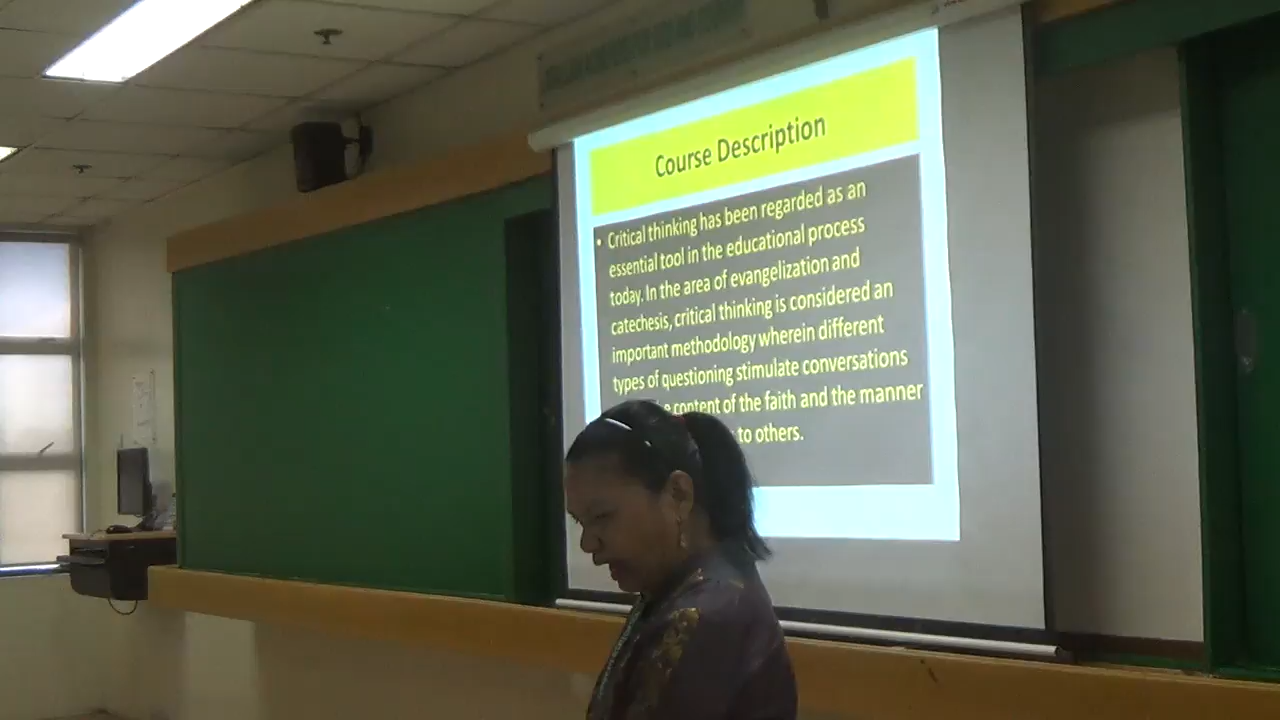 Course Description
• Critical thinking has been regarded as an
essential tool in the educational process
today. In the area of evangelization and
catechesis, critical thinking is considered an
important methodology wherein different
types of questioning stimulate conversations
content of the faith and the manner
to others.